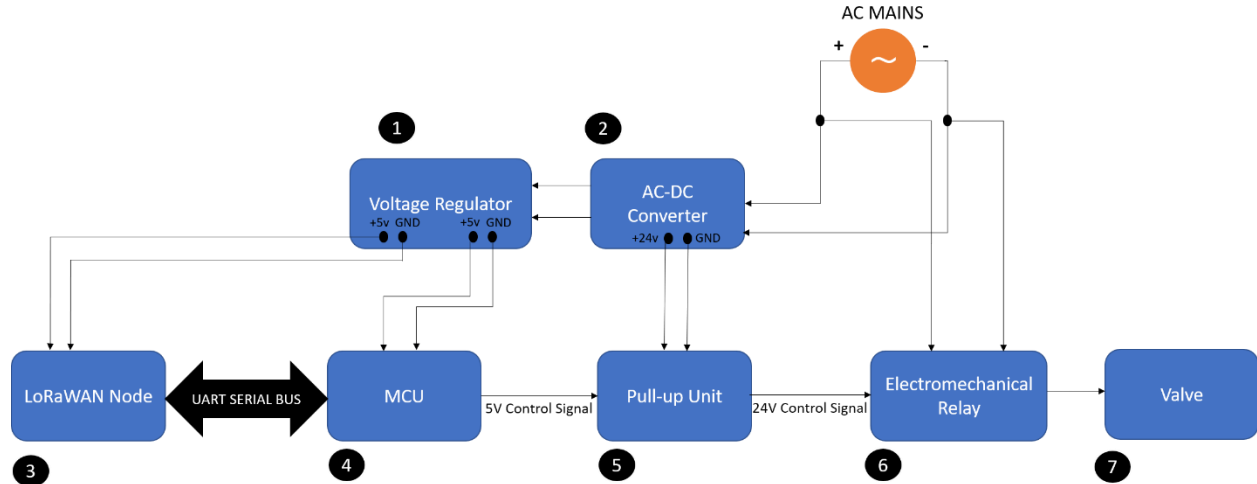 AC MAINS
+
-
~
1
2
Voltage Regulator
+5v GND
+5v GND
AC-DC
Converter
+24v
GND
LoRaWAN Node
UART SERIAL BUS
MCU
5V Control Signal
Pull-up Unit
24V Control Signal
Electromechanical
Relay
Valve
3
4
5
6
7